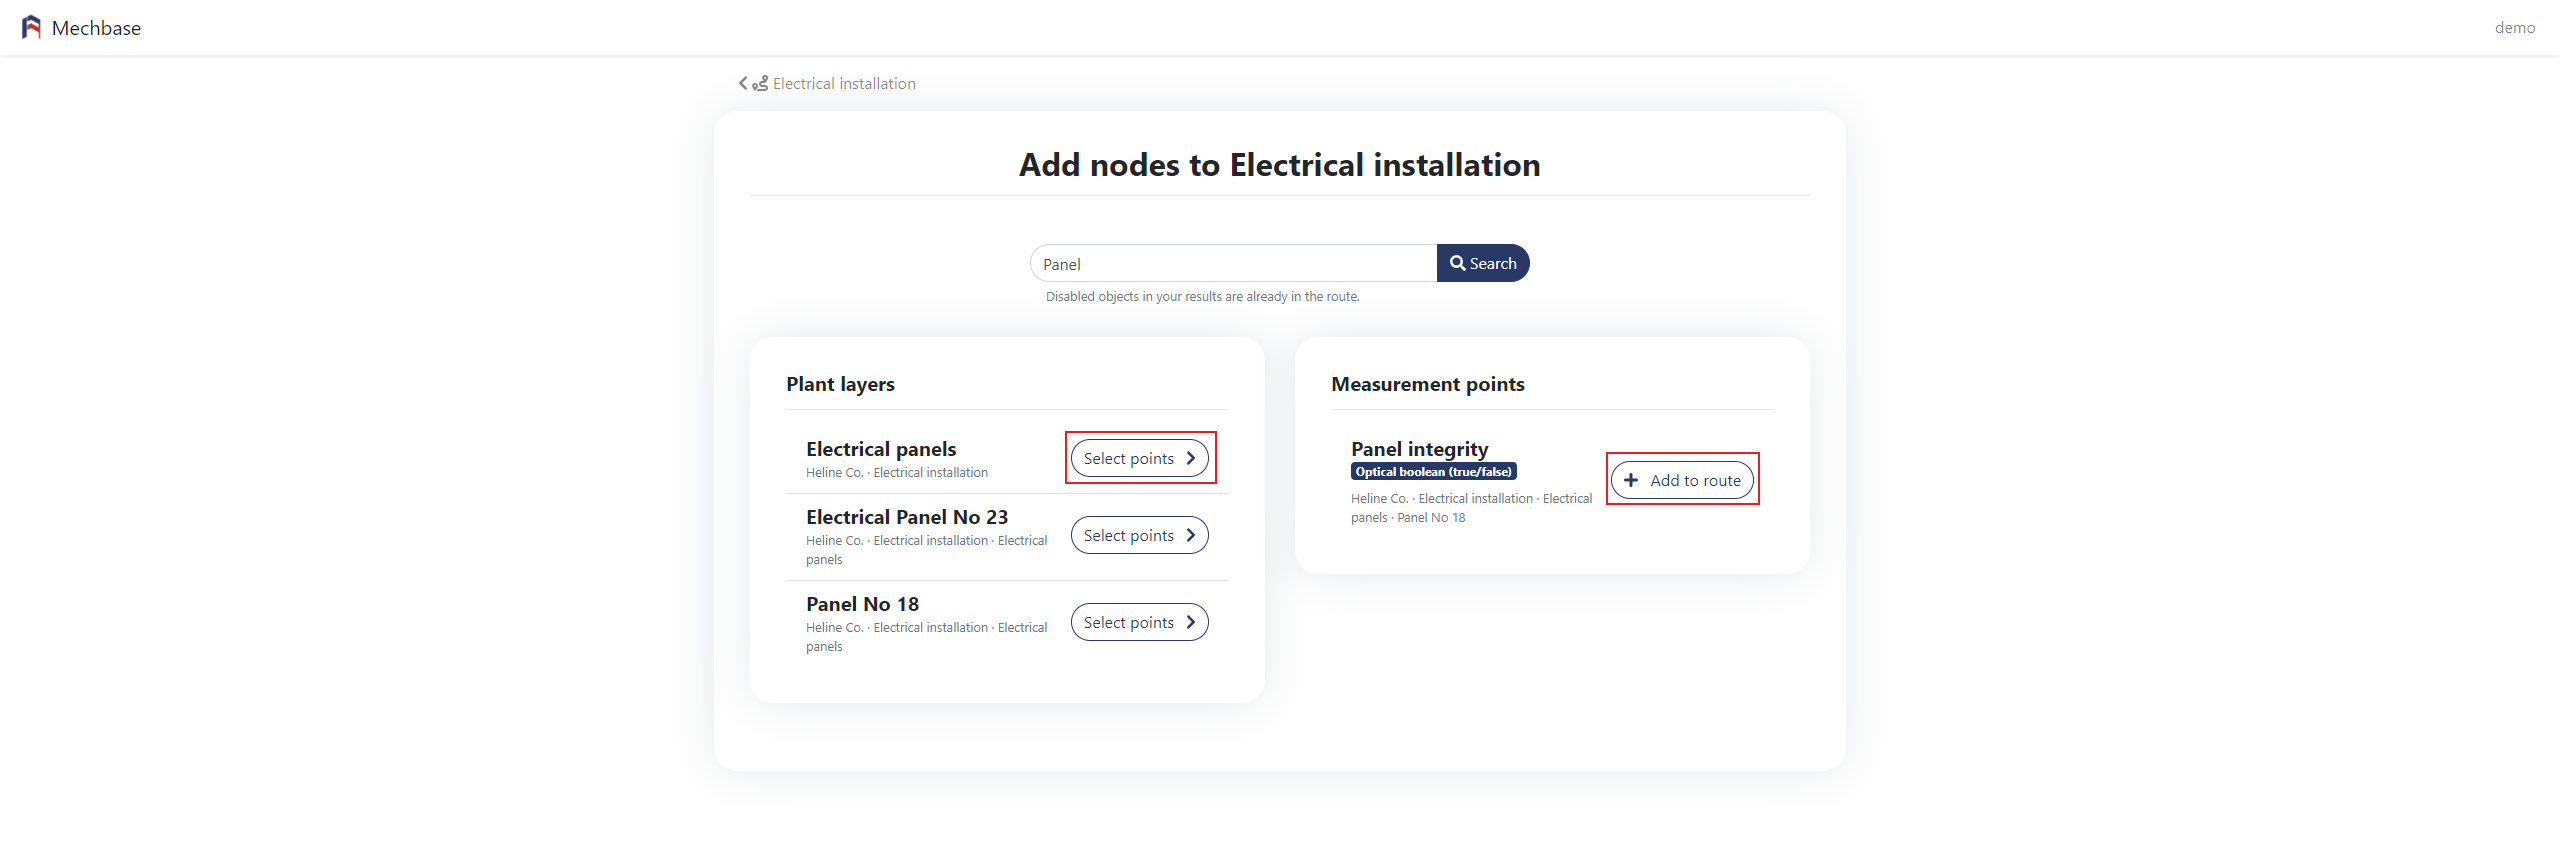 Mechbase
demo
Electrical installation
Add nodes to Electrical installation
Panel
Search
Disabled objects in your results are already in the route.
Plant layers
Electrical panels
Heline Co. · Electrical installation
Select points
Electrical Panel No 23
Heline Co. · Electrical installation · Electrical
panels
Select points
Panel No 18
Heline Co. · Electrical installation · Electrical
panels
Select points
Measurement points
Panel integrity
Optical boolean (true/false)
Heline Co. · Electrical installation · Electrical
panels · Panel No 18
Add to route